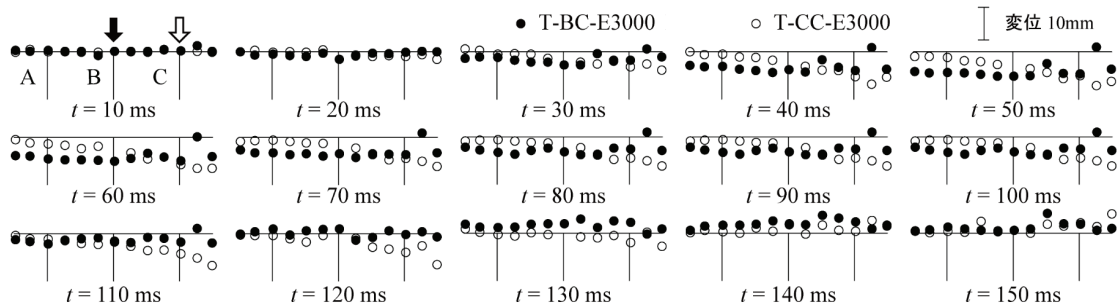 T-BC-E3000 T-CC-E3000 変位 10mm
A B C
t = 10 ms t = 20 ms t = 30 ms t = 40 ms t = 50 ms
t = 60 ms t = 70 ms t = 80 ms t = 90 ms t = 100 ms
t = 110 ms t = 120 ms t = 130 ms t = 140 ms t = 150 ms